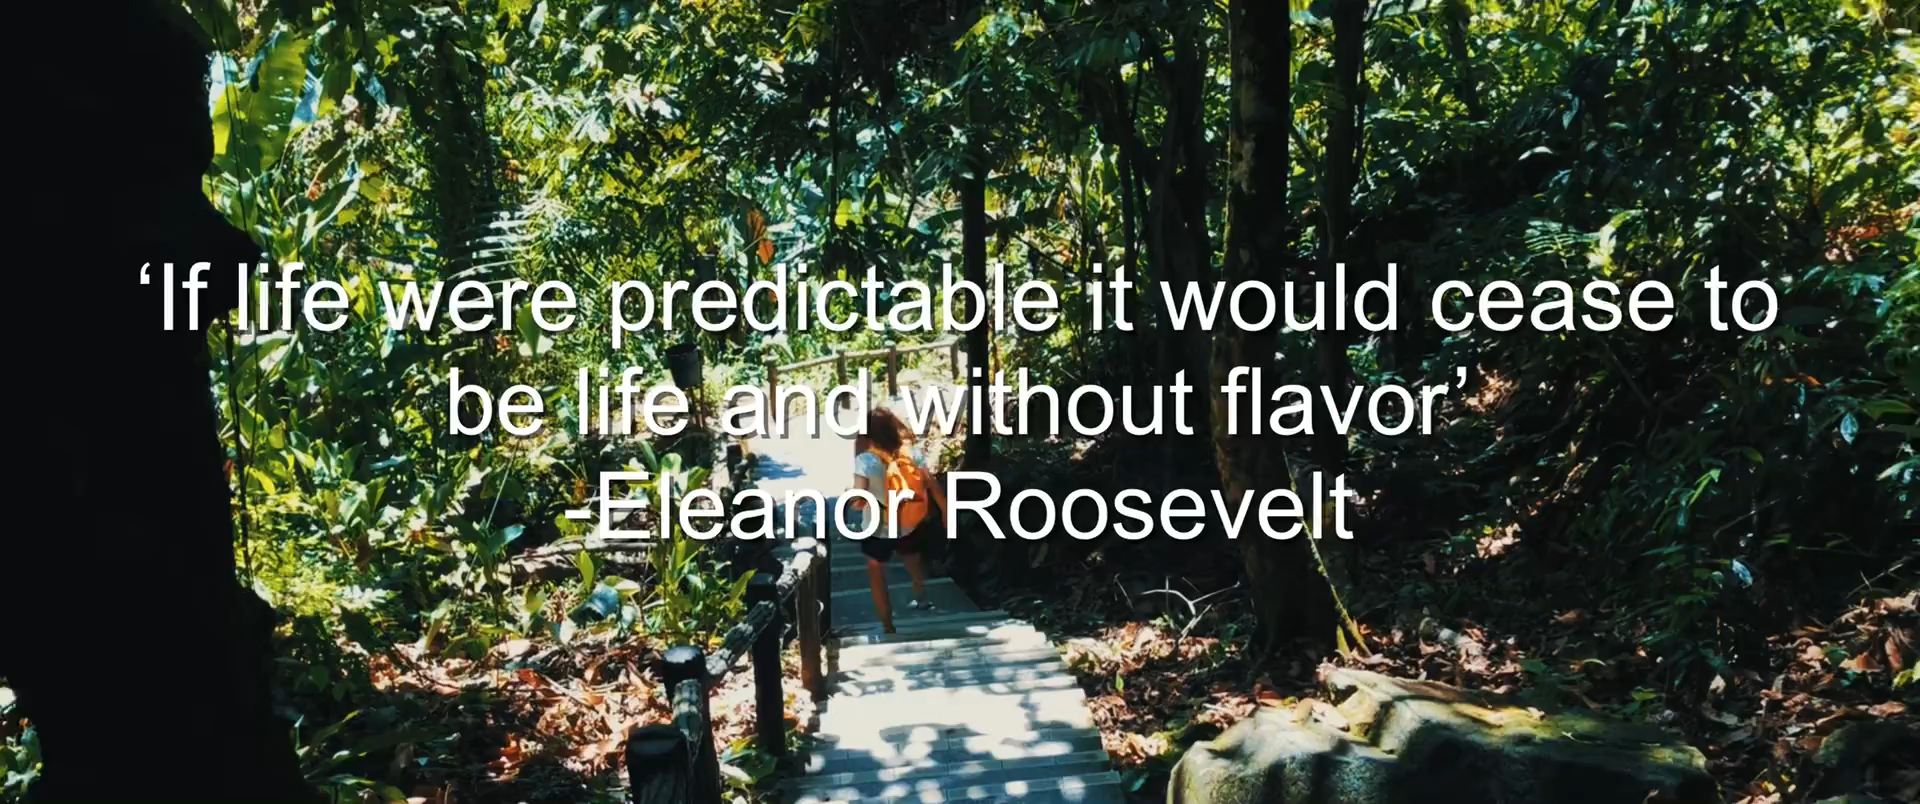 ‘If life were predictable it would cease to
be life and without flavor’
-Eleanor Roosevelt